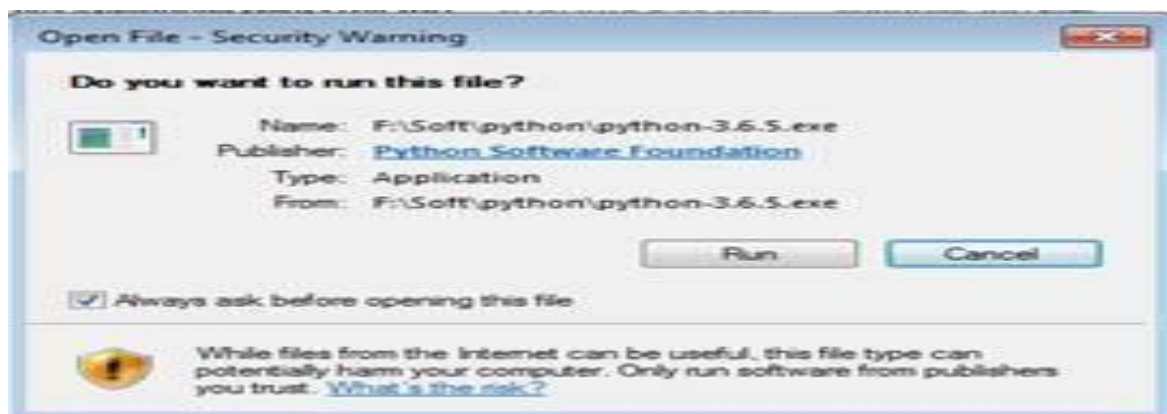 Open File - Security Warning
Do you want to run this file?
Name: F:\Soft\python\python-3.6.5.exe
Publisher: Python Software Foundation
Type: Application
From: F:\Soft\python\python-3.6.5.exe
Run Cancel
Always ask before opening this file
While files from the Internet can be useful, this file type can
potentially harm your computer. Only run software from publishers
you trust. What's the risk?